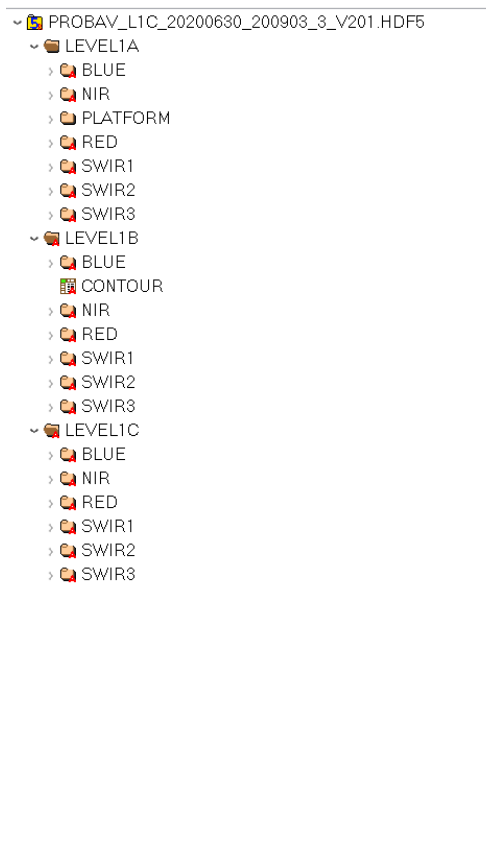 PROBAV_L1C_20200630_200903_3_V201.HDF5
LEVEL1A
BLUE
NIR
PLATFORM
RED
SWIR1
SWIR2
SWIR3
LEVEL1B
BLUE
CONTOUR
NIR
RED
SWIR1
SWIR2
SWIR3
LEVEL1C
BLUE
NIR
RED
SWIR1
SWIR2
SWIR3